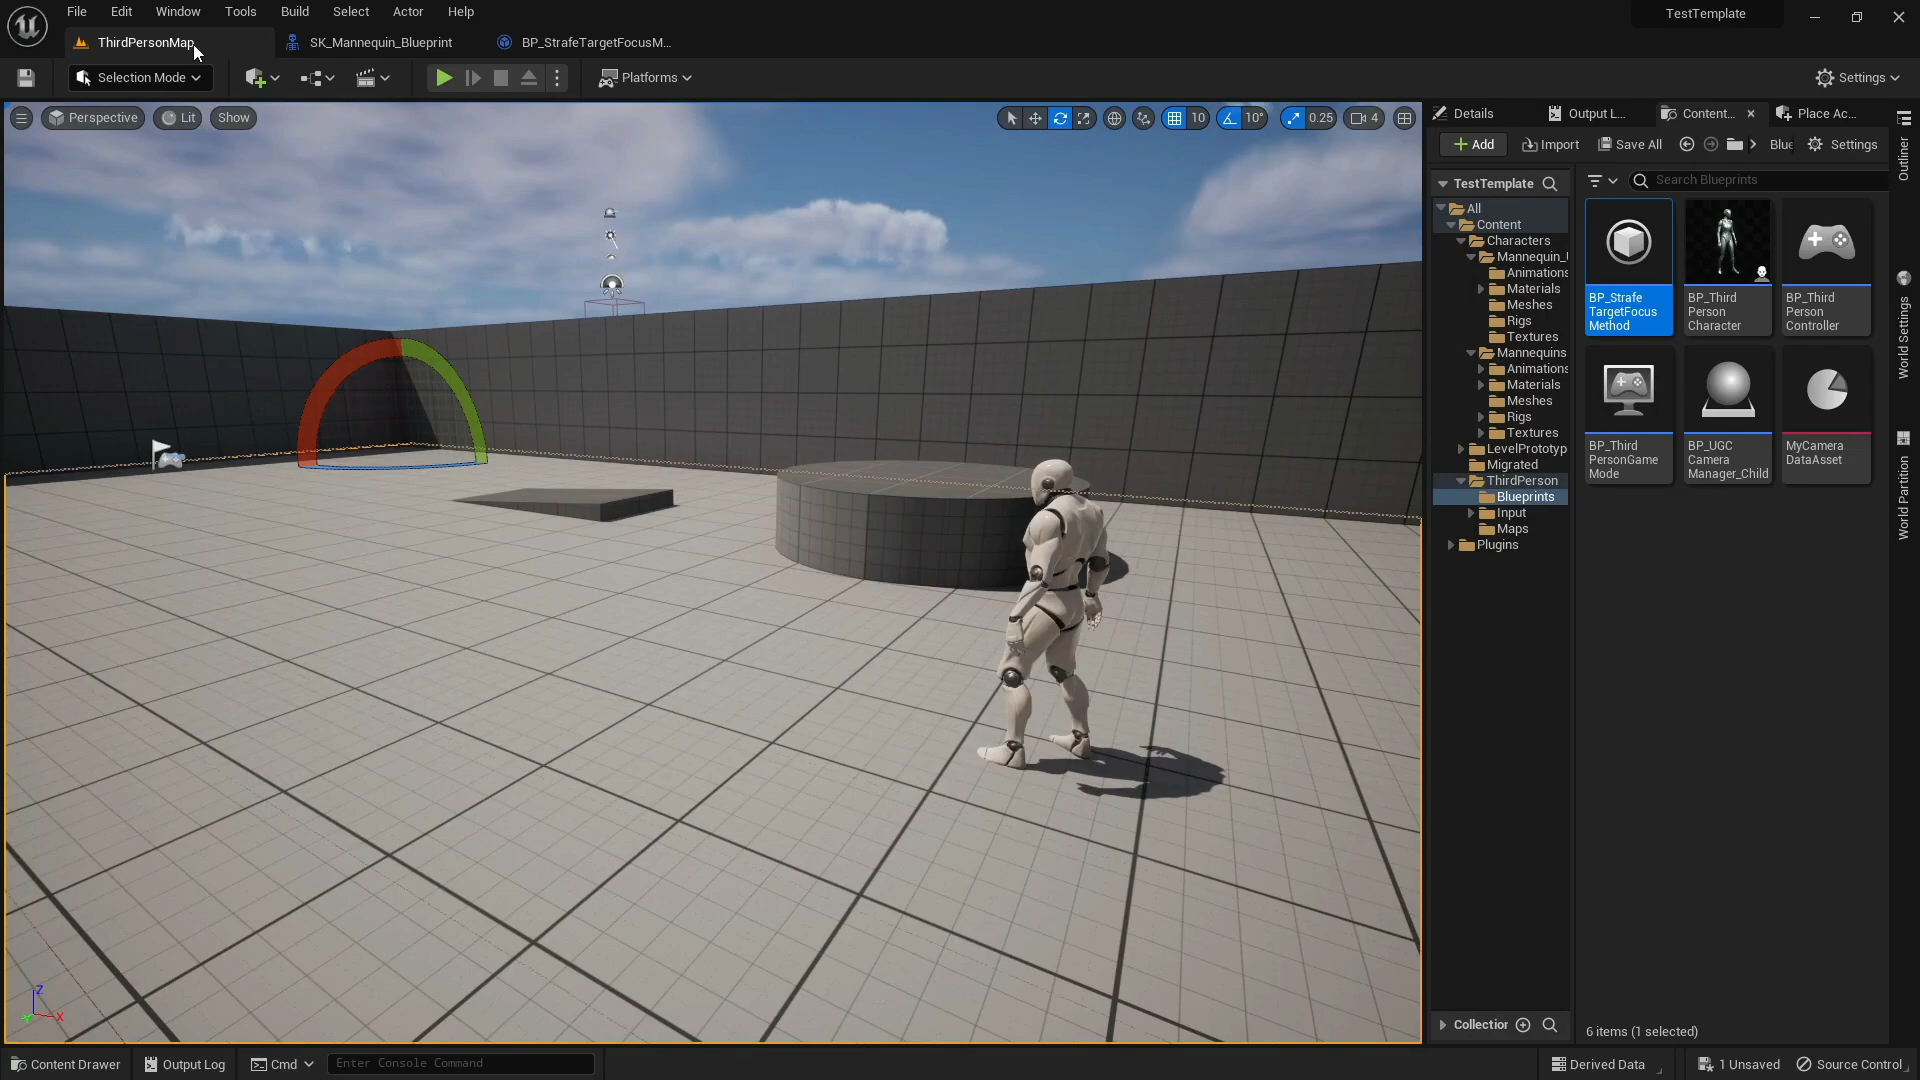 File Edit Window Tools Build Select Actor Help
TestTemplate
ThirdPersonMap
SK_Mannequin_Blueprint
BP_StrafeTargetFocusM...
Selection Mode
Platforms
Settings
Perspective
Lit
Show
10
10°
0.25
4
Details
Output L...
Content...
Place Ac...
Add
Import
Save All
Blue
Settings
TestTemplate
Search Blueprints
All
Content
Characters
Mannequin_
Animations
Materials
Meshes
Rigs
Textures
Mannequins
Animations
Materials
Meshes
Rigs
Textures
LevelPrototyp
Migrated
ThirdPerson
Blueprints
Input
Maps
Plugins
BP_Strafe
TargetFocus
Method
BP_Third
Person
Character
BP_Third
Person
Controller
BP_Third
PersonGame
Mode
BP_UGC
Camera
Manager_Child
MyCamera
DataAsset
Outliner
World Settings
World Partition
Z
X
Y
Collection
6 items (1 selected)
Content Drawer
Output Log
Cmd
Enter Console Command
Derived Data
1 Unsaved
Source Control